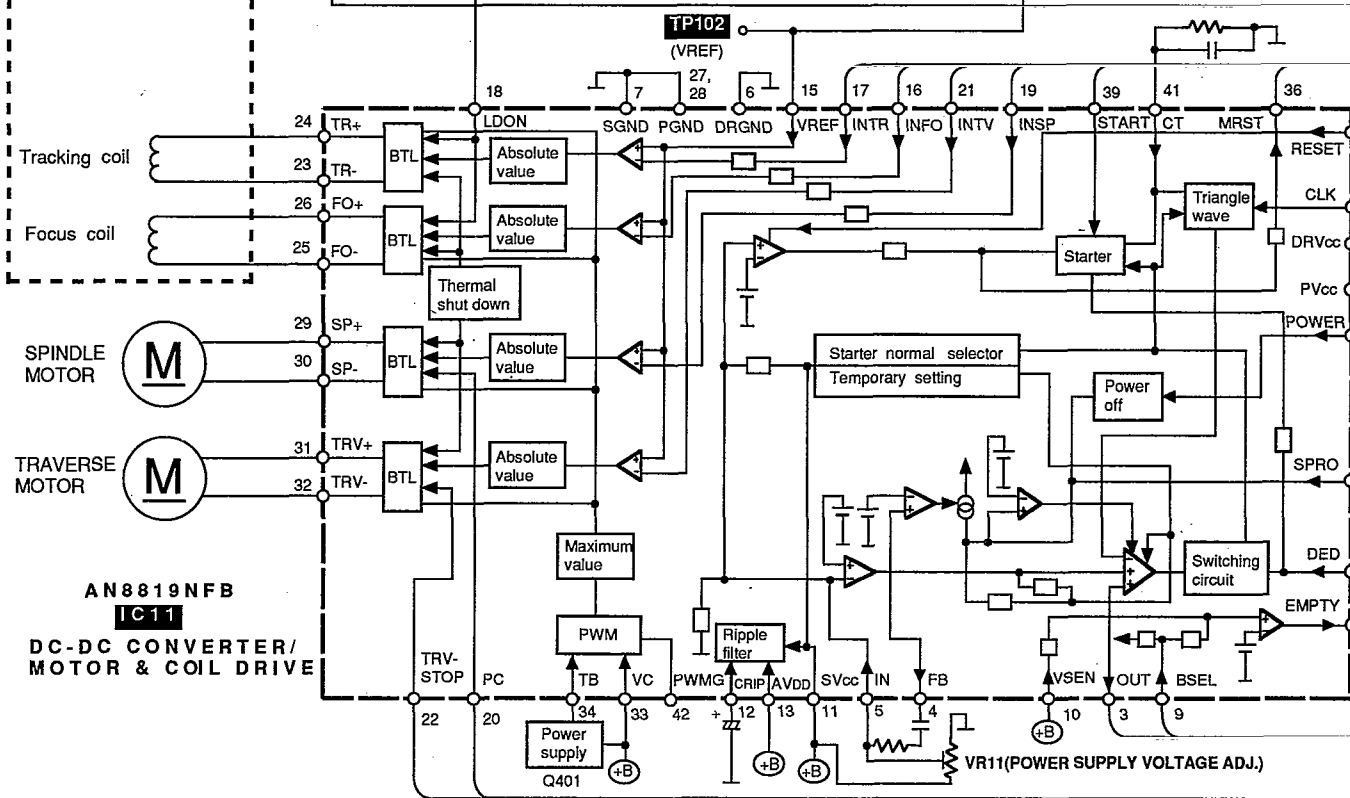 TP102
(VREF)
27,
18
7
28
6
15
17
16
21
19
39
41
36
24
TR+
LDON
SGND
PGND
DRGND
VREF
INTR
INFO
INTV
INSP
START
CT
MRST
RESET
Tracking coil
BTL
Absolute
value
23
TR-
Triangle
wave
CLK
26
FO+
Focus coil
BTL
Absolute
value
DRVcc
25
FO-
Starter
Thermal
shut down
PVcc
29
SP+
POWER
SPINDLE
MOTOR
M
BTL
Absolute
value
Starter normal selector
Temporary setting
30
SP-
Power
off
31
TRV+
TRAVERSE
MOTOR
M
BTL
Absolute
value
SPRO
32
TRV-
Maximum
value
Switching
circuit
DED
AN8819NFB
IC11
DC-DC CONVERTER/
MOTOR & COIL DRIVE
EMPTY
PWM
Ripple
filter
TRV-
STOP
PC
TB
VC
PWMG
CRIP
AVDD
SVcc
IN
FB
VSEN
OUT
BSEL
22
20
34
33
42
+
12
13
11
5
4
10
3
9
Power
supply
Q401
+B
+B
+B
+B
VR11(POWER SUPPLY VOLTAGE ADJ.)